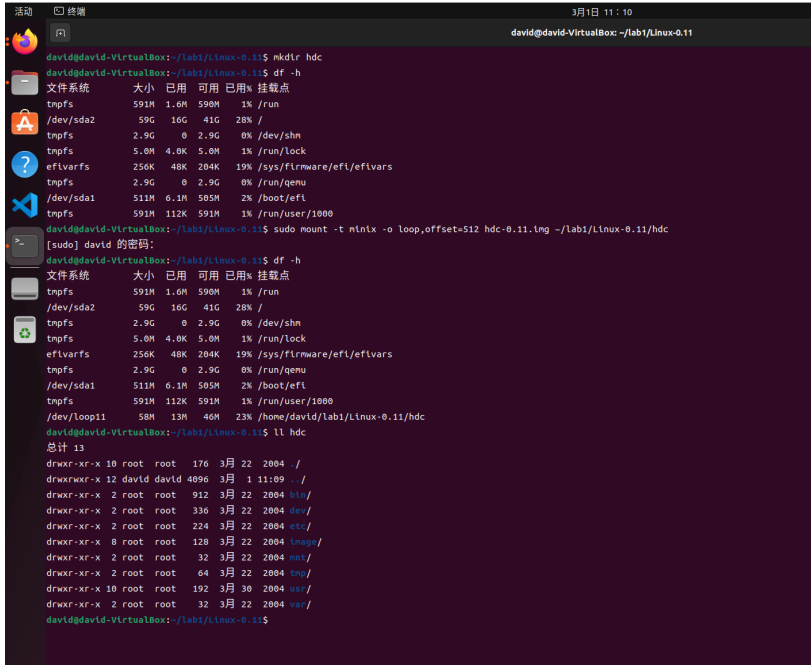 活动 终端 3月1日 11：10
david@david-VirtualBox: ~/lab1/Linux-0.11
david@david-VirtualBox:~/lab1/Linux-0.11$ mkdir hdc
david@david-VirtualBox:~/lab1/Linux-0.11$ df -h
文件系统 大小 已用 可用 已用% 挂载点
tmpfs 591M 1.6M 590M 1% /run
/dev/sda2 59G 16G 41G 28% /
tmpfs 2.9G 0 2.9G 0% /dev/shm
tmpfs 5.0M 4.0K 5.0M 1% /run/lock
efivarfs 256K 48K 204K 19% /sys/firmware/efi/efivars
tmpfs 2.9G 0 2.9G 0% /run/qemu
/dev/sda1 511M 6.1M 505M 2% /boot/efi
tmpfs 591M 112K 591M 1% /run/user/1000
david@david-VirtualBox:~/lab1/Linux-0.11$ sudo mount -t minix -o loop,offset=512 hdc-0.11.img ~/lab1/Linux-0.11/hdc
[sudo] david 的密码：
david@david-VirtualBox:~/lab1/Linux-0.11$ df -h
文件系统 大小 已用 可用 已用% 挂载点
tmpfs 591M 1.6M 590M 1% /run
/dev/sda2 59G 16G 41G 28% /
tmpfs 2.9G 0 2.9G 0% /dev/shm
tmpfs 5.0M 4.0K 5.0M 1% /run/lock
efivarfs 256K 48K 204K 19% /sys/firmware/efi/efivars
tmpfs 2.9G 0 2.9G 0% /run/qemu
/dev/sda1 511M 6.1M 505M 2% /boot/efi
tmpfs 591M 112K 591M 1% /run/user/1000
/dev/loop11 58M 13M 46M 23% /home/david/lab1/Linux-0.11/hdc
david@david-VirtualBox:~/lab1/Linux-0.11$ ll hdc
总计 13
drwxr-xr-x 10 root root 176 3月 22 2004 ./
drwxrwxr-x 12 david david 4096 3月 1 11:09 ../
drwxr-xr-x 2 root root 912 3月 22 2004 bin/
drwxr-xr-x 2 root root 336 3月 22 2004 dev/
drwxr-xr-x 2 root root 224 3月 22 2004 etc/
drwxr-xr-x 8 root root 128 3月 22 2004 image/
drwxr-xr-x 2 root root 32 3月 22 2004 mnt/
drwxr-xr-x 2 root root 64 3月 22 2004 tmp/
drwxr-xr-x 10 root root 192 3月 30 2004 usr/
drwxr-xr-x 2 root root 32 3月 22 2004 var/
david@david-VirtualBox:~/lab1/Linux-0.11$